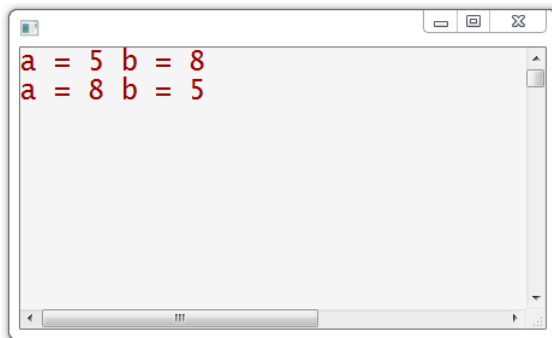 a = 5 b = 8
a = 8 b = 5